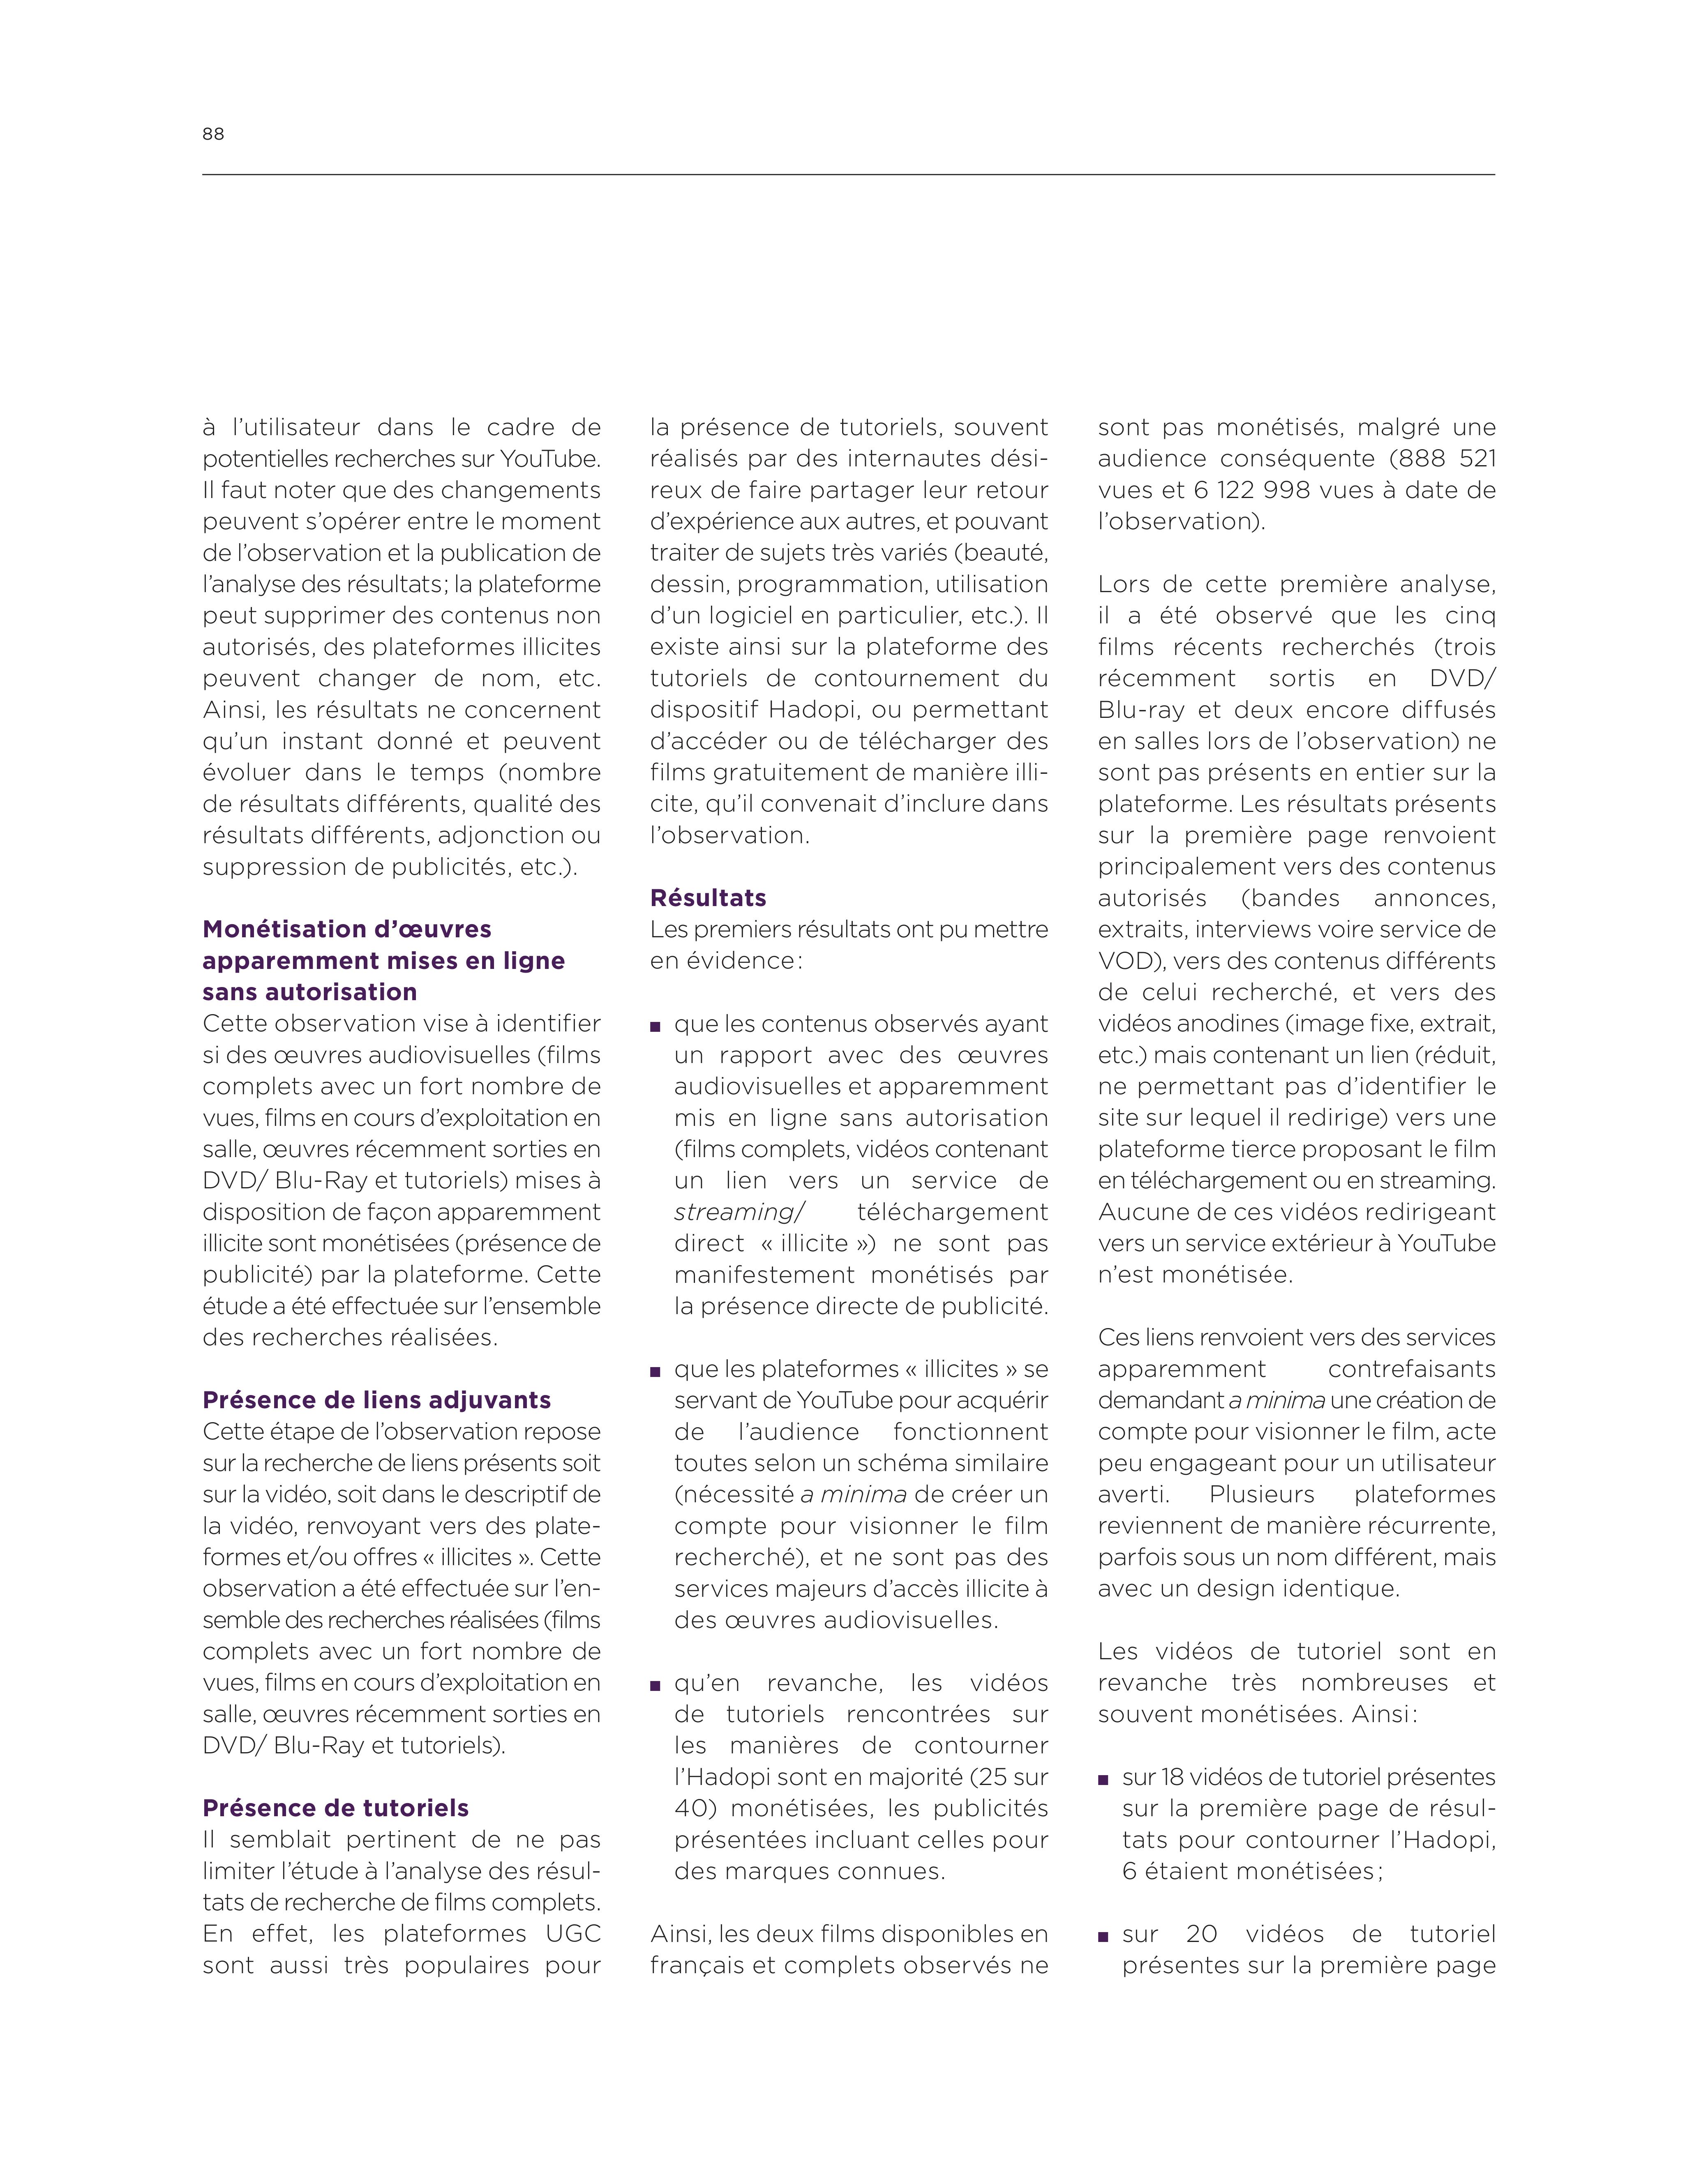 88
à l’utilisateur dans le cadre de
potentielles recherches sur YouTube.
Il faut noter que des changements
peuvent s’opérer entre le moment
de l’observation et la publication de
l’analyse des résultats ; la plateforme
peut supprimer des contenus non
autorisés, des plateformes illicites
peuvent changer de nom, etc.
Ainsi, les résultats ne concernent
qu’un instant donné et peuvent
évoluer dans le temps (nombre
de résultats différents, qualité des
résultats différents, adjonction ou
suppression de publicités, etc.).
Monétisation d’œuvres
apparemment mises en ligne
sans autorisation
Cette observation vise à identifier
si des œuvres audiovisuelles (films
complets avec un fort nombre de
vues, films en cours d’exploitation en
salle, œuvres récemment sorties en
DVD/ Blu-Ray et tutoriels) mises à
disposition de façon apparemment
illicite sont monétisées (présence de
publicité) par la plateforme. Cette
étude a été effectuée sur l’ensemble
des recherches réalisées.
Présence de liens adjuvants
Cette étape de l’observation repose
sur la recherche de liens présents soit
sur la vidéo, soit dans le descriptif de
la vidéo, renvoyant vers des plate-
formes et/ou offres « illicites ». Cette
observation a été effectuée sur l’en-
semble des recherches réalisées (films
complets avec un fort nombre de
vues, films en cours d’exploitation en
salle, œuvres récemment sorties en
DVD/ Blu-Ray et tutoriels).
Présence de tutoriels
Il semblait pertinent de ne pas
limiter l’étude à l’analyse des résul-
tats de recherche de films complets.
En effet, les plateformes UGC
sont aussi très populaires pour
la présence de tutoriels, souvent
réalisés par des internautes dési-
reux de faire partager leur retour
d’expérience aux autres, et pouvant
traiter de sujets très variés (beauté,
dessin, programmation, utilisation
d’un logiciel en particulier, etc.). Il
existe ainsi sur la plateforme des
tutoriels de contournement du
dispositif Hadopi, ou permettant
d’accéder ou de télécharger des
films gratuitement de manière illi-
cite, qu’il convenait d’inclure dans
l’observation.
Résultats
Les premiers résultats ont pu mettre
en évidence :
■ que les contenus observés ayant
un rapport avec des œuvres
audiovisuelles et apparemment
mis en ligne sans autorisation
(films complets, vidéos contenant
un lien vers un service de
streaming/ téléchargement
direct « illicite ») ne sont pas
manifestement monétisés par
la présence directe de publicité.
■ que les plateformes « illicites » se
servant de YouTube pour acquérir
de l’audience fonctionnent
toutes selon un schéma similaire
(nécessité a minima de créer un
compte pour visionner le film
recherché), et ne sont pas des
services majeurs d’accès illicite à
des œuvres audiovisuelles.
■ qu’en revanche, les vidéos
de tutoriels rencontrées sur
les manières de contourner
l’Hadopi sont en majorité (25 sur
40) monétisées, les publicités
présentées incluant celles pour
des marques connues.
Ainsi, les deux films disponibles en
français et complets observés ne
sont pas monétisés, malgré une
audience conséquente (888 521
vues et 6 122 998 vues à date de
l’observation).
Lors de cette première analyse,
il a été observé que les cinq
films récents recherchés (trois
récemment sortis en DVD/
Blu-ray et deux encore diffusés
en salles lors de l’observation) ne
sont pas présents en entier sur la
plateforme. Les résultats présents
sur la première page renvoient
principalement vers des contenus
autorisés (bandes annonces,
extraits, interviews voire service de
VOD), vers des contenus différents
de celui recherché, et vers des
vidéos anodines (image fixe, extrait,
etc.) mais contenant un lien (réduit,
ne permettant pas d’identifier le
site sur lequel il redirige) vers une
plateforme tierce proposant le film
en téléchargement ou en streaming.
Aucune de ces vidéos redirigeant
vers un service extérieur à YouTube
n’est monétisée.
Ces liens renvoient vers des services
apparemment contrefaisants
demandant a minima une création de
compte pour visionner le film, acte
peu engageant pour un utilisateur
averti. Plusieurs plateformes
reviennent de manière récurrente,
parfois sous un nom différent, mais
avec un design identique.
Les vidéos de tutoriel sont en
revanche très nombreuses et
souvent monétisées. Ainsi :
■ sur 18 vidéos de tutoriel présentes
sur la première page de résul-
tats pour contourner l’Hadopi,
6 étaient monétisées ;
■ sur 20 vidéos de tutoriel
présentes sur la première page